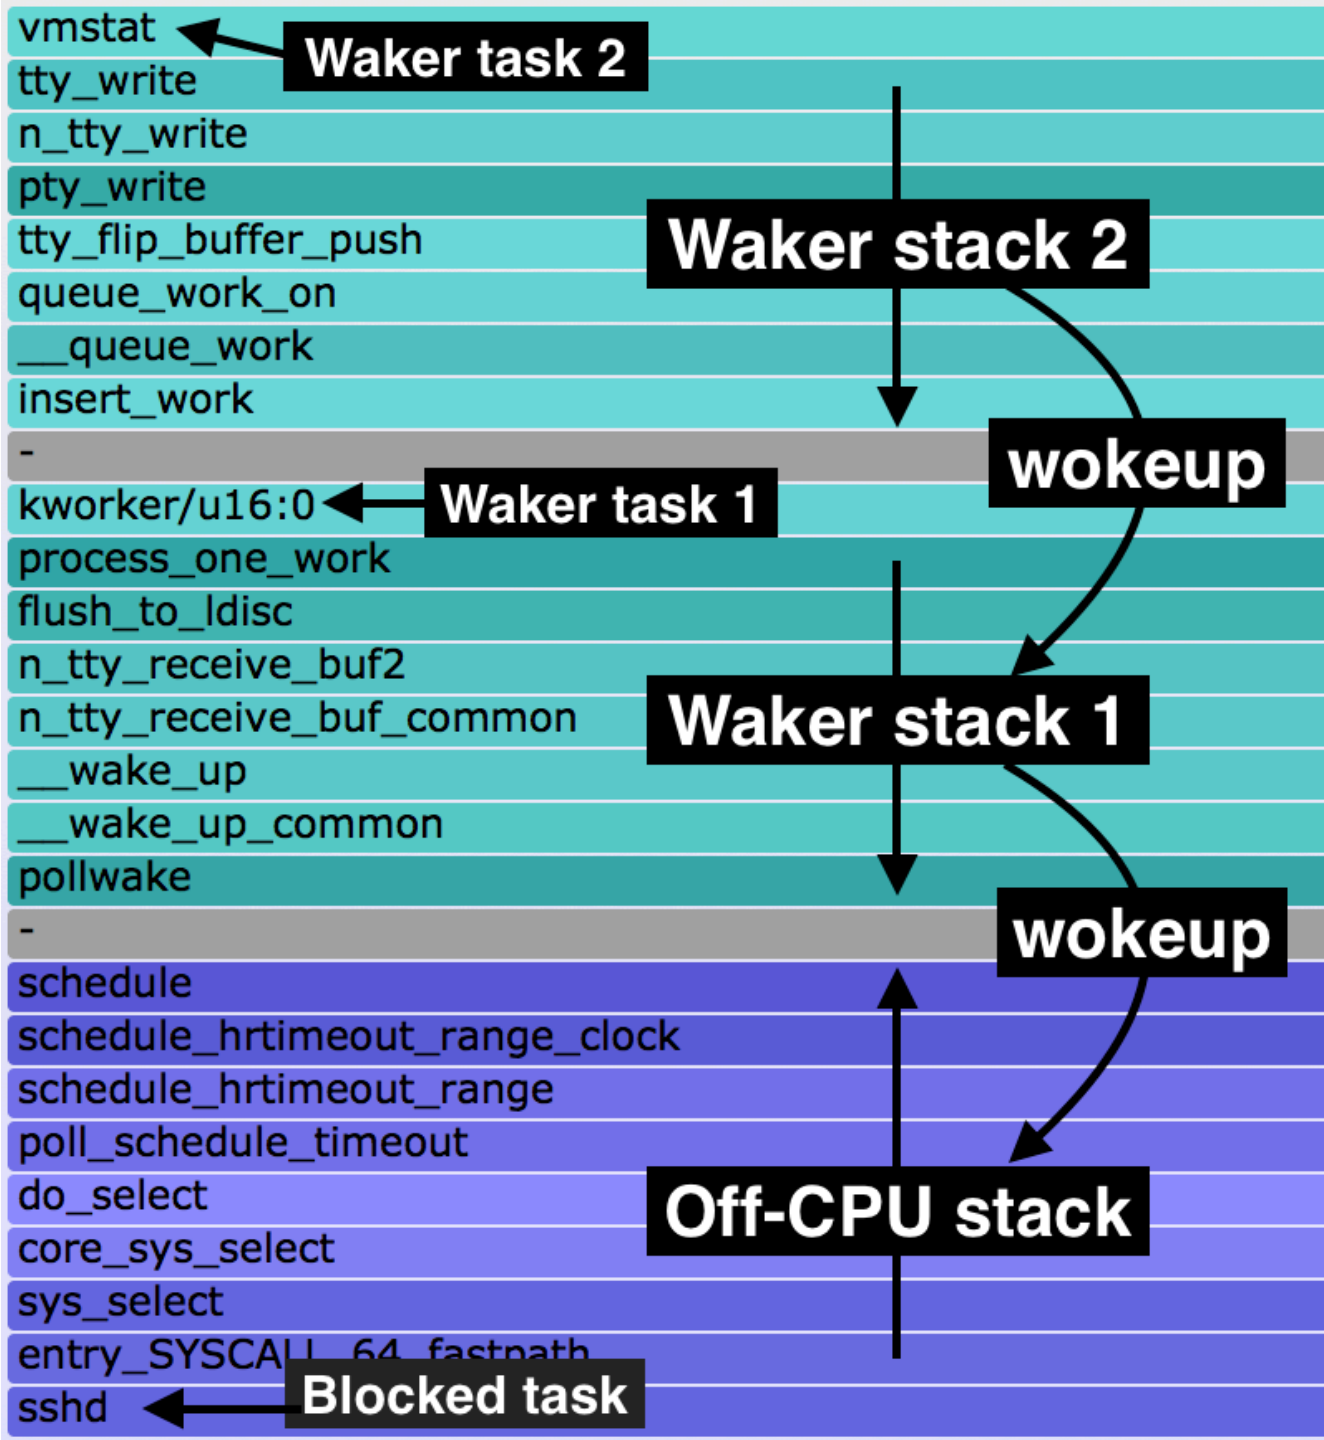 vmstat
Waker task 2
tty_write
n_tty_write
pty_write
Waker stack 2
tty_flip_buffer_push
queue_work_on
__queue_work
insert_work
-
wokeup
kworker/u16:0
Waker task 1
process_one_work
flush_to_ldisc
n_tty_receive_buf2
n_tty_receive_buf_common
Waker stack 1
__wake_up
__wake_up_common
pollwake
-
wokeup
schedule
schedule_hrtimeout_range_clock
schedule_hrtimeout_range
poll_schedule_timeout
do_select
Off-CPU stack
core_sys_select
sys_select
entry_SYSCALL_64_fastpath
Blocked task
sshd